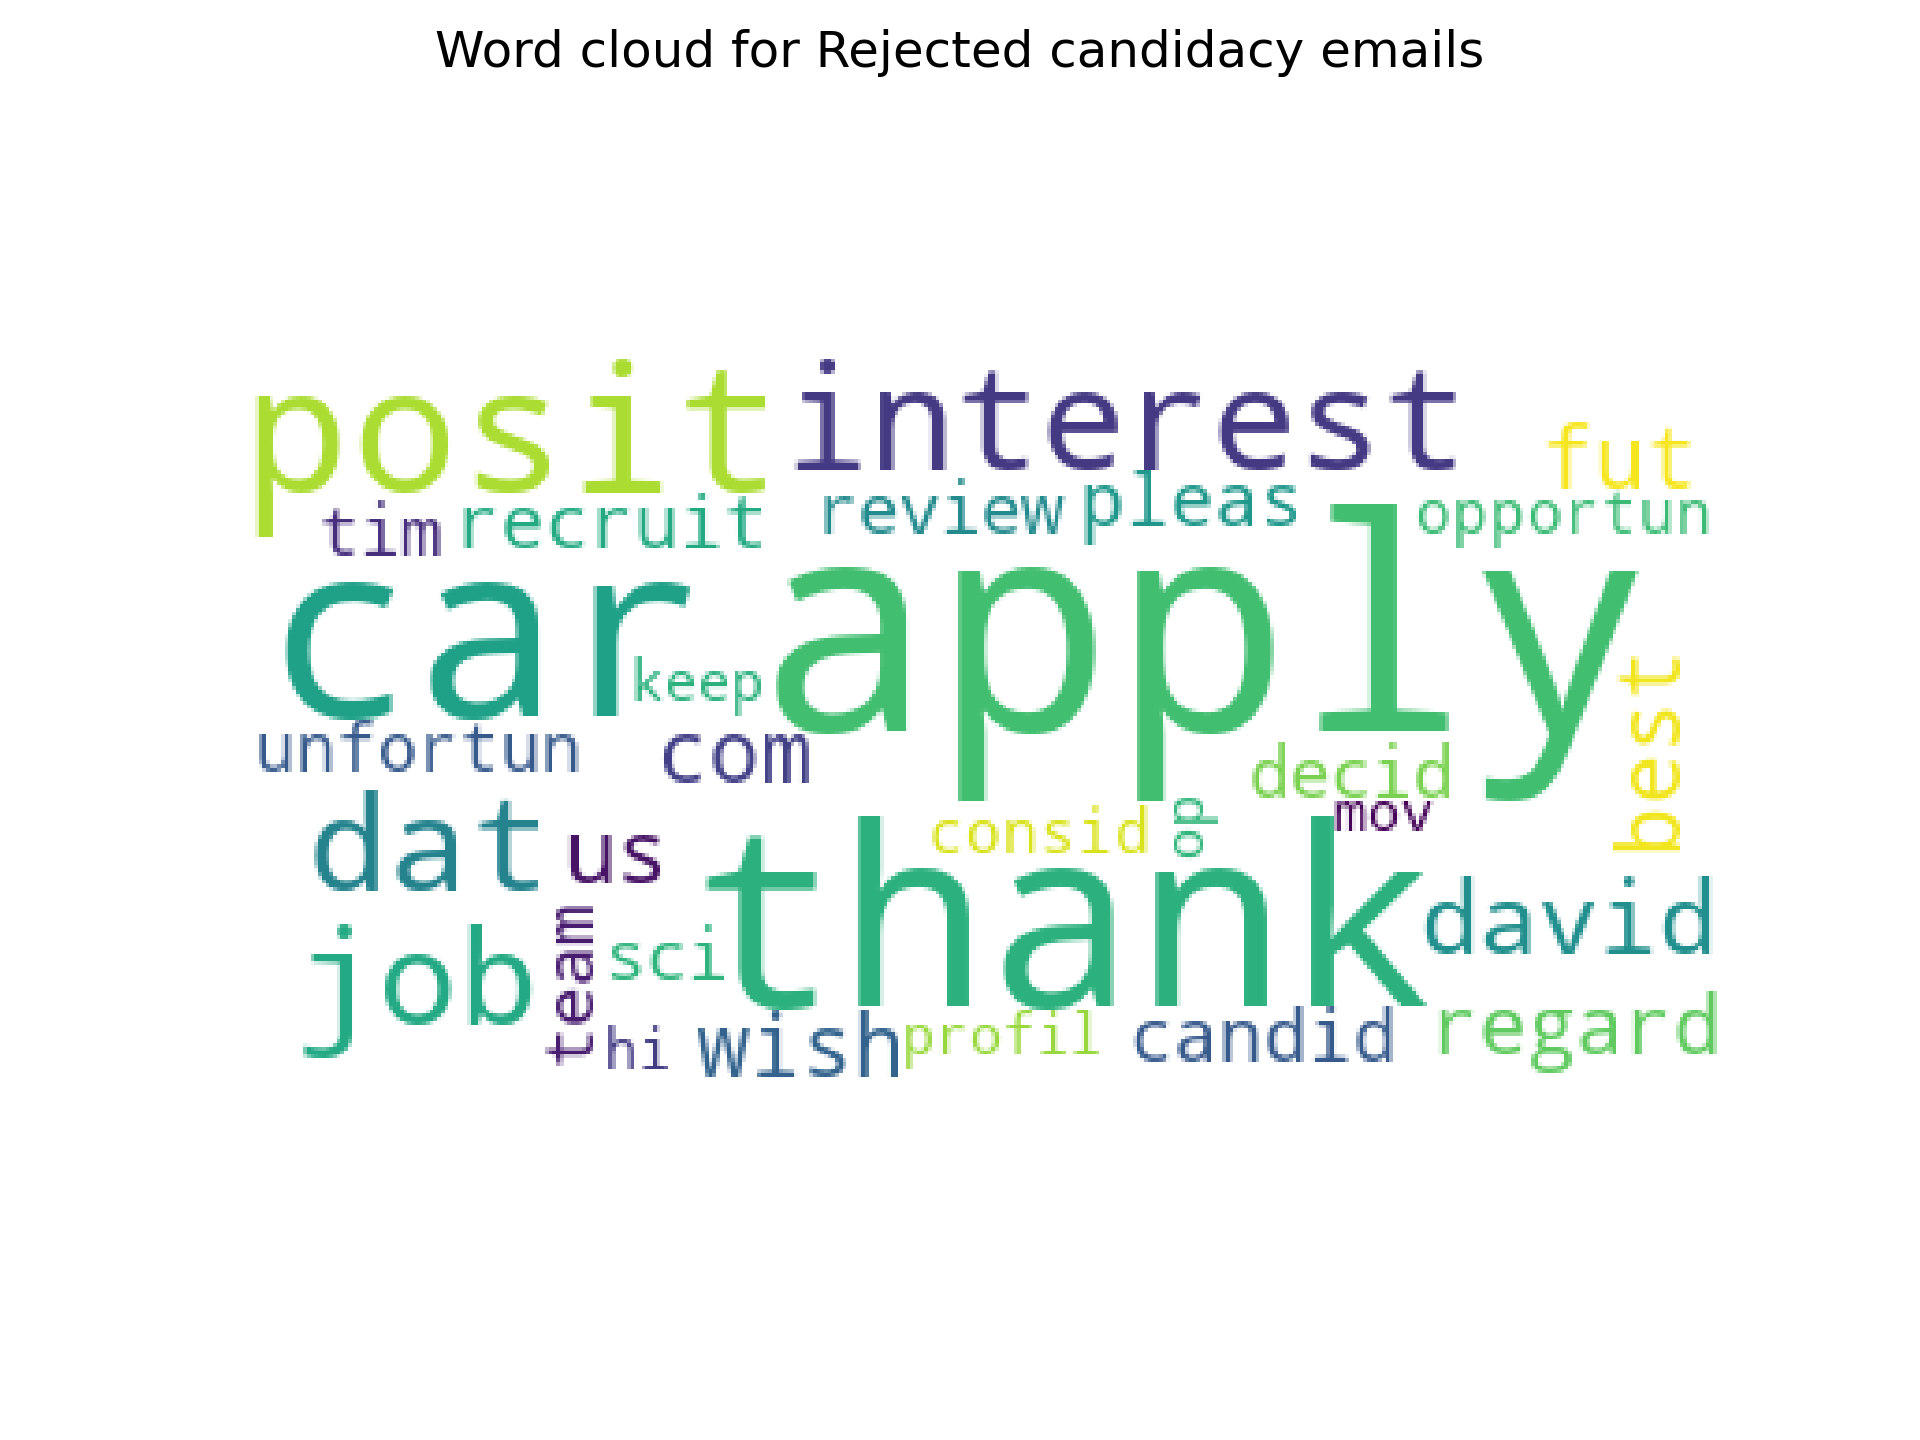 Word cloud for Rejected candidacy emails
posit interest fut
tim recruit review pleas opportun
car apply
keep best
unfortun com decid
dat us consid op mov
thank david
job team sci
hi wish profil candid regard